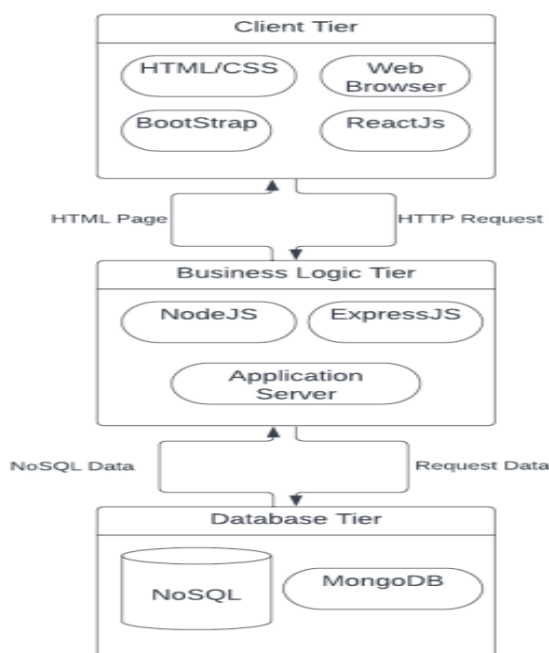 Client Tier
HTML/CSS
Web
Browser
BootStrap
ReactJs
HTML Page
HTTP Request
Business Logic Tier
NodeJS
ExpressJS
Application
Server
NoSQL Data
Request Data
Database Tier
NoSQL
MongoDB